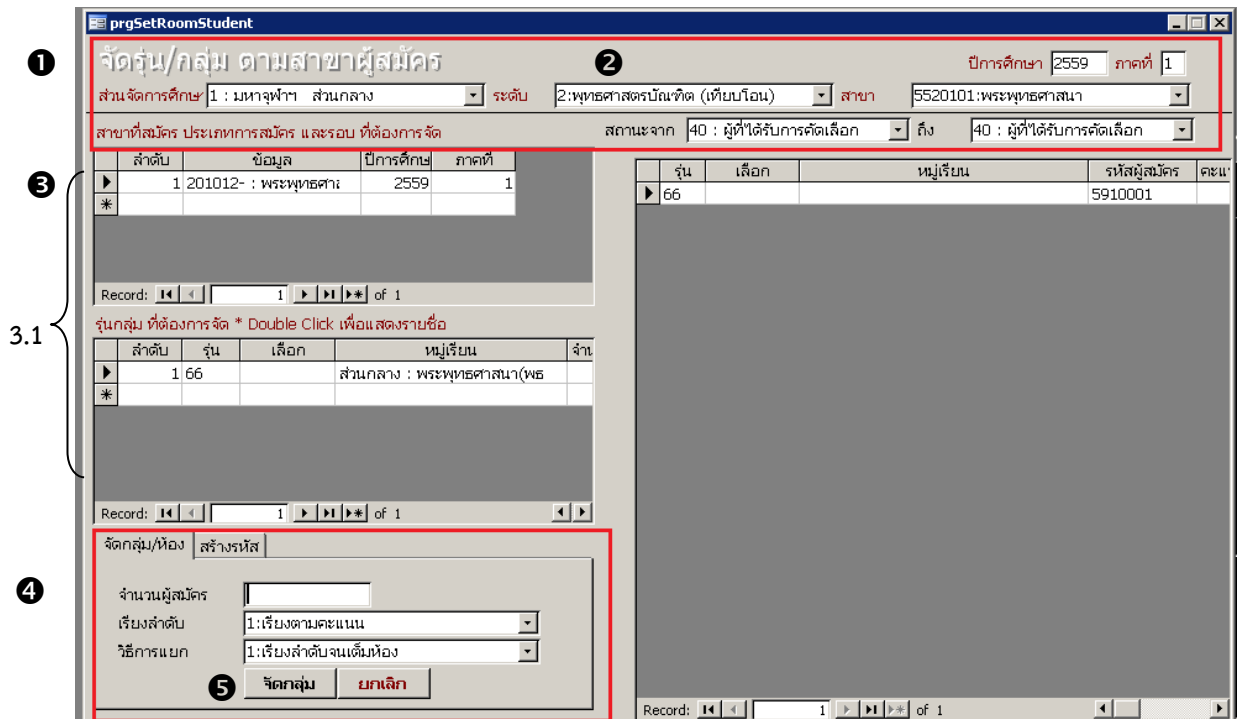 prgSetRoomStudent
❶ จัดรุ่น/กลุ่ม ตามสาขาผู้สมัคร ❷ ปีการศึกษา 2559 ภาคที่ 1
ส่วนจัดการศึกษ 1 : มหาจุฬาฯ ส่วนกลาง ระดับ 2:พุทธศาสตรบัณฑิต (เทียบโอน) สาขา 5520101:พระพุทธศาสนา
สาขาที่สมัคร ประเภทการสมัคร และรอบ ที่ต้องการจัด สถานะจาก 40 : ผู้ที่ได้รับการคัดเลือก ถึง 40 : ผู้ที่ได้รับการคัดเลือก
❸
ลำดับ ข้อมูล ปีการศึกษ ภาคที่
1 201012- : พระพุทธศา 2559 1
Record: 1 of 1
3.1
รุ่นกลุ่ม ที่ต้องการจัด * Double Click เพื่อแสดงรายชื่อ
ลำดับ รุ่น เลือก หมู่เรียน จำน
1 66 ส่วนกลาง : พระพุทธศาสนา(พธ
Record: 1 of 1
รุ่น เลือก หมู่เรียน รหัสผู้สมัคร คะแ
66 5910001
Record: 1 of 1
❹
จัดกลุ่ม/ห้อง สร้างรหัส
จำนวนผู้สมัคร
เรียงลำดับ 1:เรียงตามคะแนน
วิธีการแยก 1:เรียงลำดับจนเต็มห้อง
❺ จัดกลุ่ม ยกเลิก